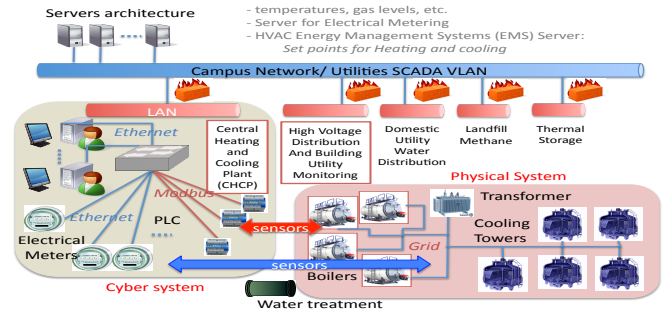 Servers architecture
- temperatures, gas levels, etc.
- Server for Electrical Metering
- HVAC Energy Management Systems (EMS) Server:
Set points for Heating and cooling
Campus Network/ Utilities SCADA VLAN
LAN
Ethernet
Central
Heating
and
Cooling
Plant
(CHCP)
High Voltage
Distribution
And Building
Utility
Monitoring
Domestic
Utility
Water
Distribution
Landfill
Methane
Thermal
Storage
Physical System
Modbus
Ethernet
PLC
Electrical
Meters
sensors
sensors
Cyber system
Transformer
Cooling
Towers
Grid
Boilers
Water treatment